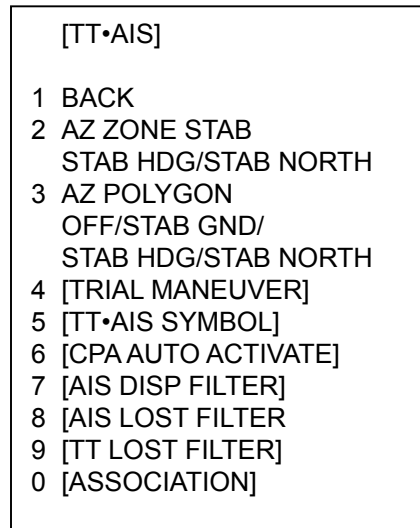 [TT•AIS]
1 BACK
2 AZ ZONE STAB
STAB HDG/STAB NORTH
3 AZ POLYGON
OFF/STAB GND/
STAB HDG/STAB NORTH
4 [TRIAL MANEUVER]
5 [TT•AIS SYMBOL]
6 [CPA AUTO ACTIVATE]
7 [AIS DISP FILTER]
8 [AIS LOST FILTER
9 [TT LOST FILTER]
0 [ASSOCIATION]